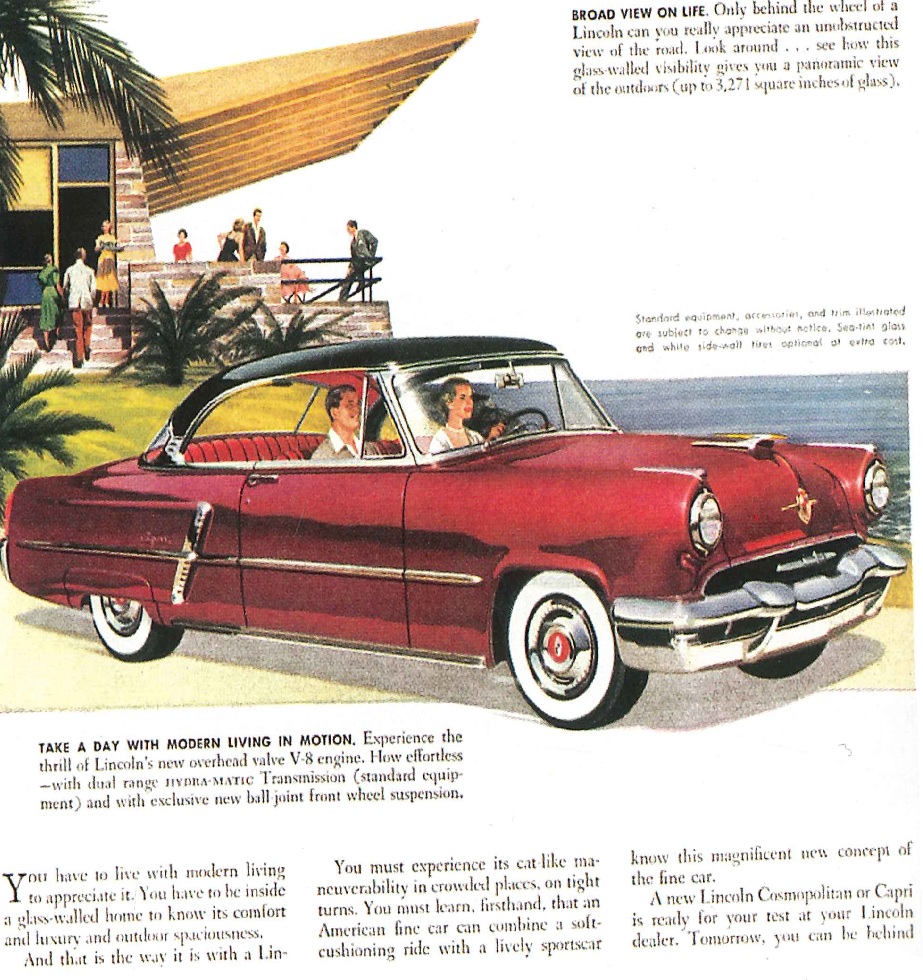 BROAD VIEW ON LIFE. Only behind the wheel of a
Lincoln can you really appreciate an unobstructed
view of the road. Look around . . . see how this
glass-walled visibility gives you a panoramic view
of the outdoors (up to 3,271 square inches of glass).
Standard equipment, accessories, and trim illustrated
are subject to change without notice. Sea-tint glass
and white side-wall tires optional at extra cost.
Capri
TAKE A DAY WITH MODERN LIVING IN MOTION. Experience the
thrill of Lincoln's new overhead valve V-8 engine. How effortless
—with dual range HYDRA-MATIC Transmission (standard equip-
ment) and with exclusive new ball-joint front wheel suspension.
You have to live with modern living
to appreciate it. You have to be inside
a glass-walled home to know its comfort
and luxury and outdoor spaciousness.
And that is the way it is with a Lin-
You must experience its cat-like ma-
neuverability in crowded places, on tight
turns. You must learn, firsthand, that an
American fine car can combine a soft-
cushioning ride with a lively sportscar
know this magnificent new concept of
the fine car.
A new Lincoln Cosmopolitan or Capri
is ready for your test at your Lincoln
dealer. Tomorrow, you can be behind